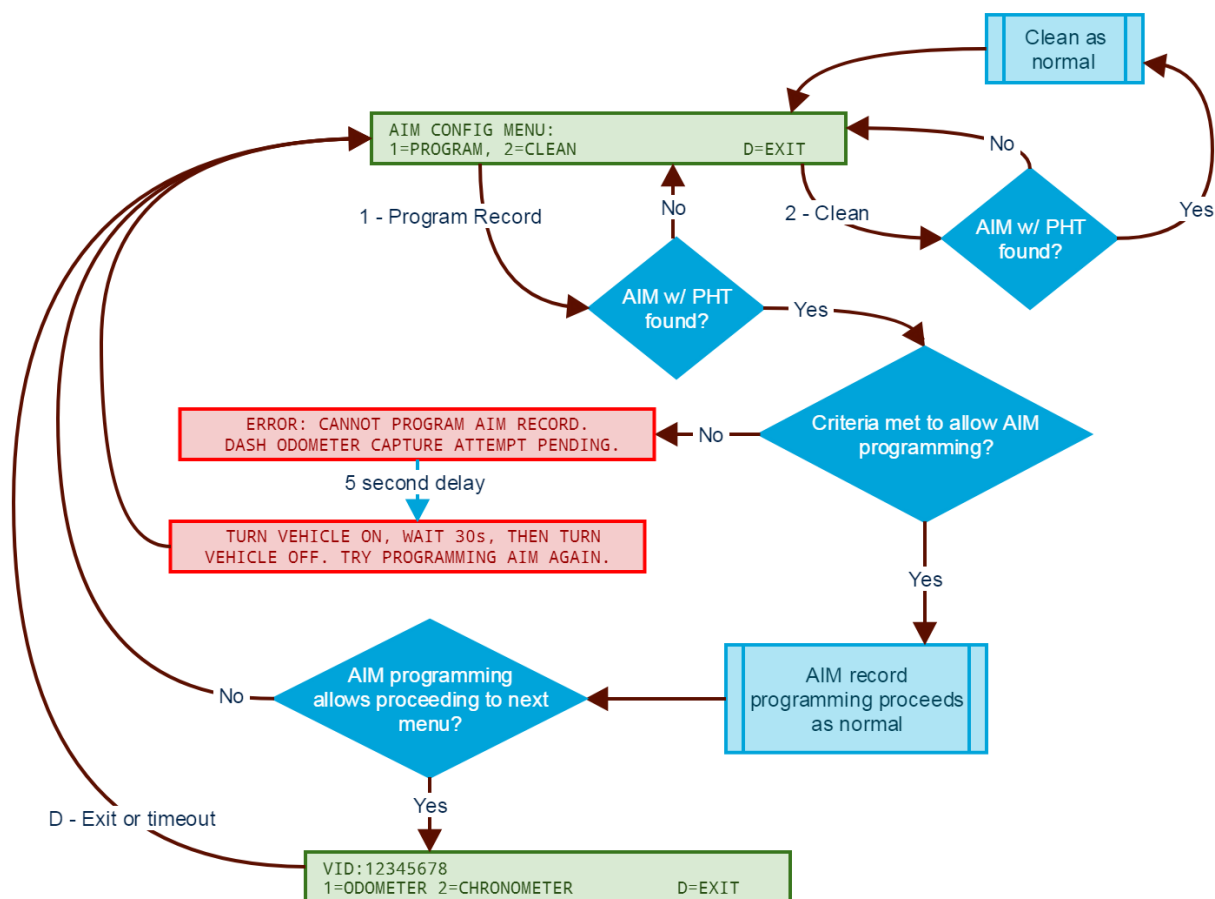 Clean as
normal
AIM CONFIG MENU:
1=PROGRAM, 2=CLEAN D=EXIT
No
1 - Program Record
No
2 - Clean
AIM w/ PHT
found?
Yes
AIM w/ PHT
found?
Yes
ERROR: CANNOT PROGRAM AIM RECORD.
DASH ODOMETER CAPTURE ATTEMPT PENDING.
No
Criteria met to allow AIM
programming?
5 second delay
TURN VEHICLE ON, WAIT 30s, THEN TURN
VEHICLE OFF. TRY PROGRAMMING AIM AGAIN.
Yes
AIM programming
allows proceeding to next
menu?
No
AIM record
programming proceeds
as normal
Yes
D - Exit or timeout
VID:12345678
1=ODOMETER 2=CHRONOMETER D=EXIT